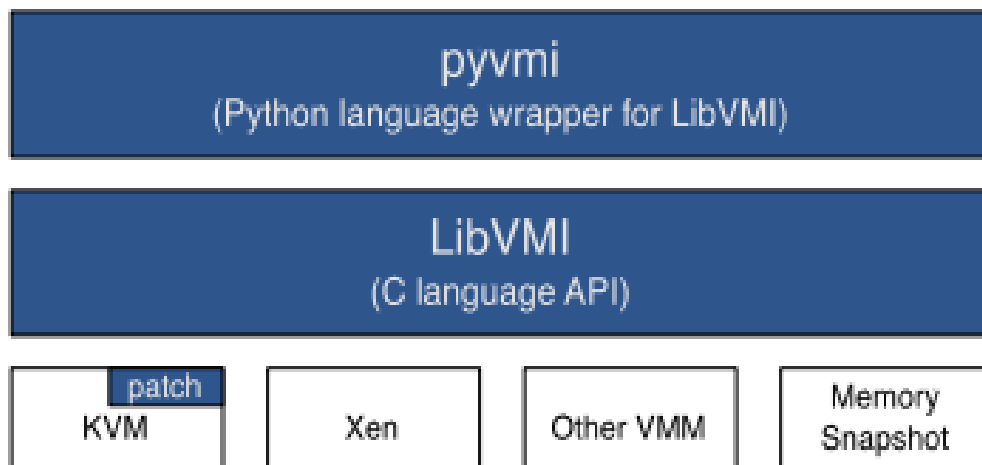 pyvmi
(Python language wrapper for LibVMI)
LibVMI
(C language API)
patch
KVM
Xen
Other VMM
Memory
Snapshot